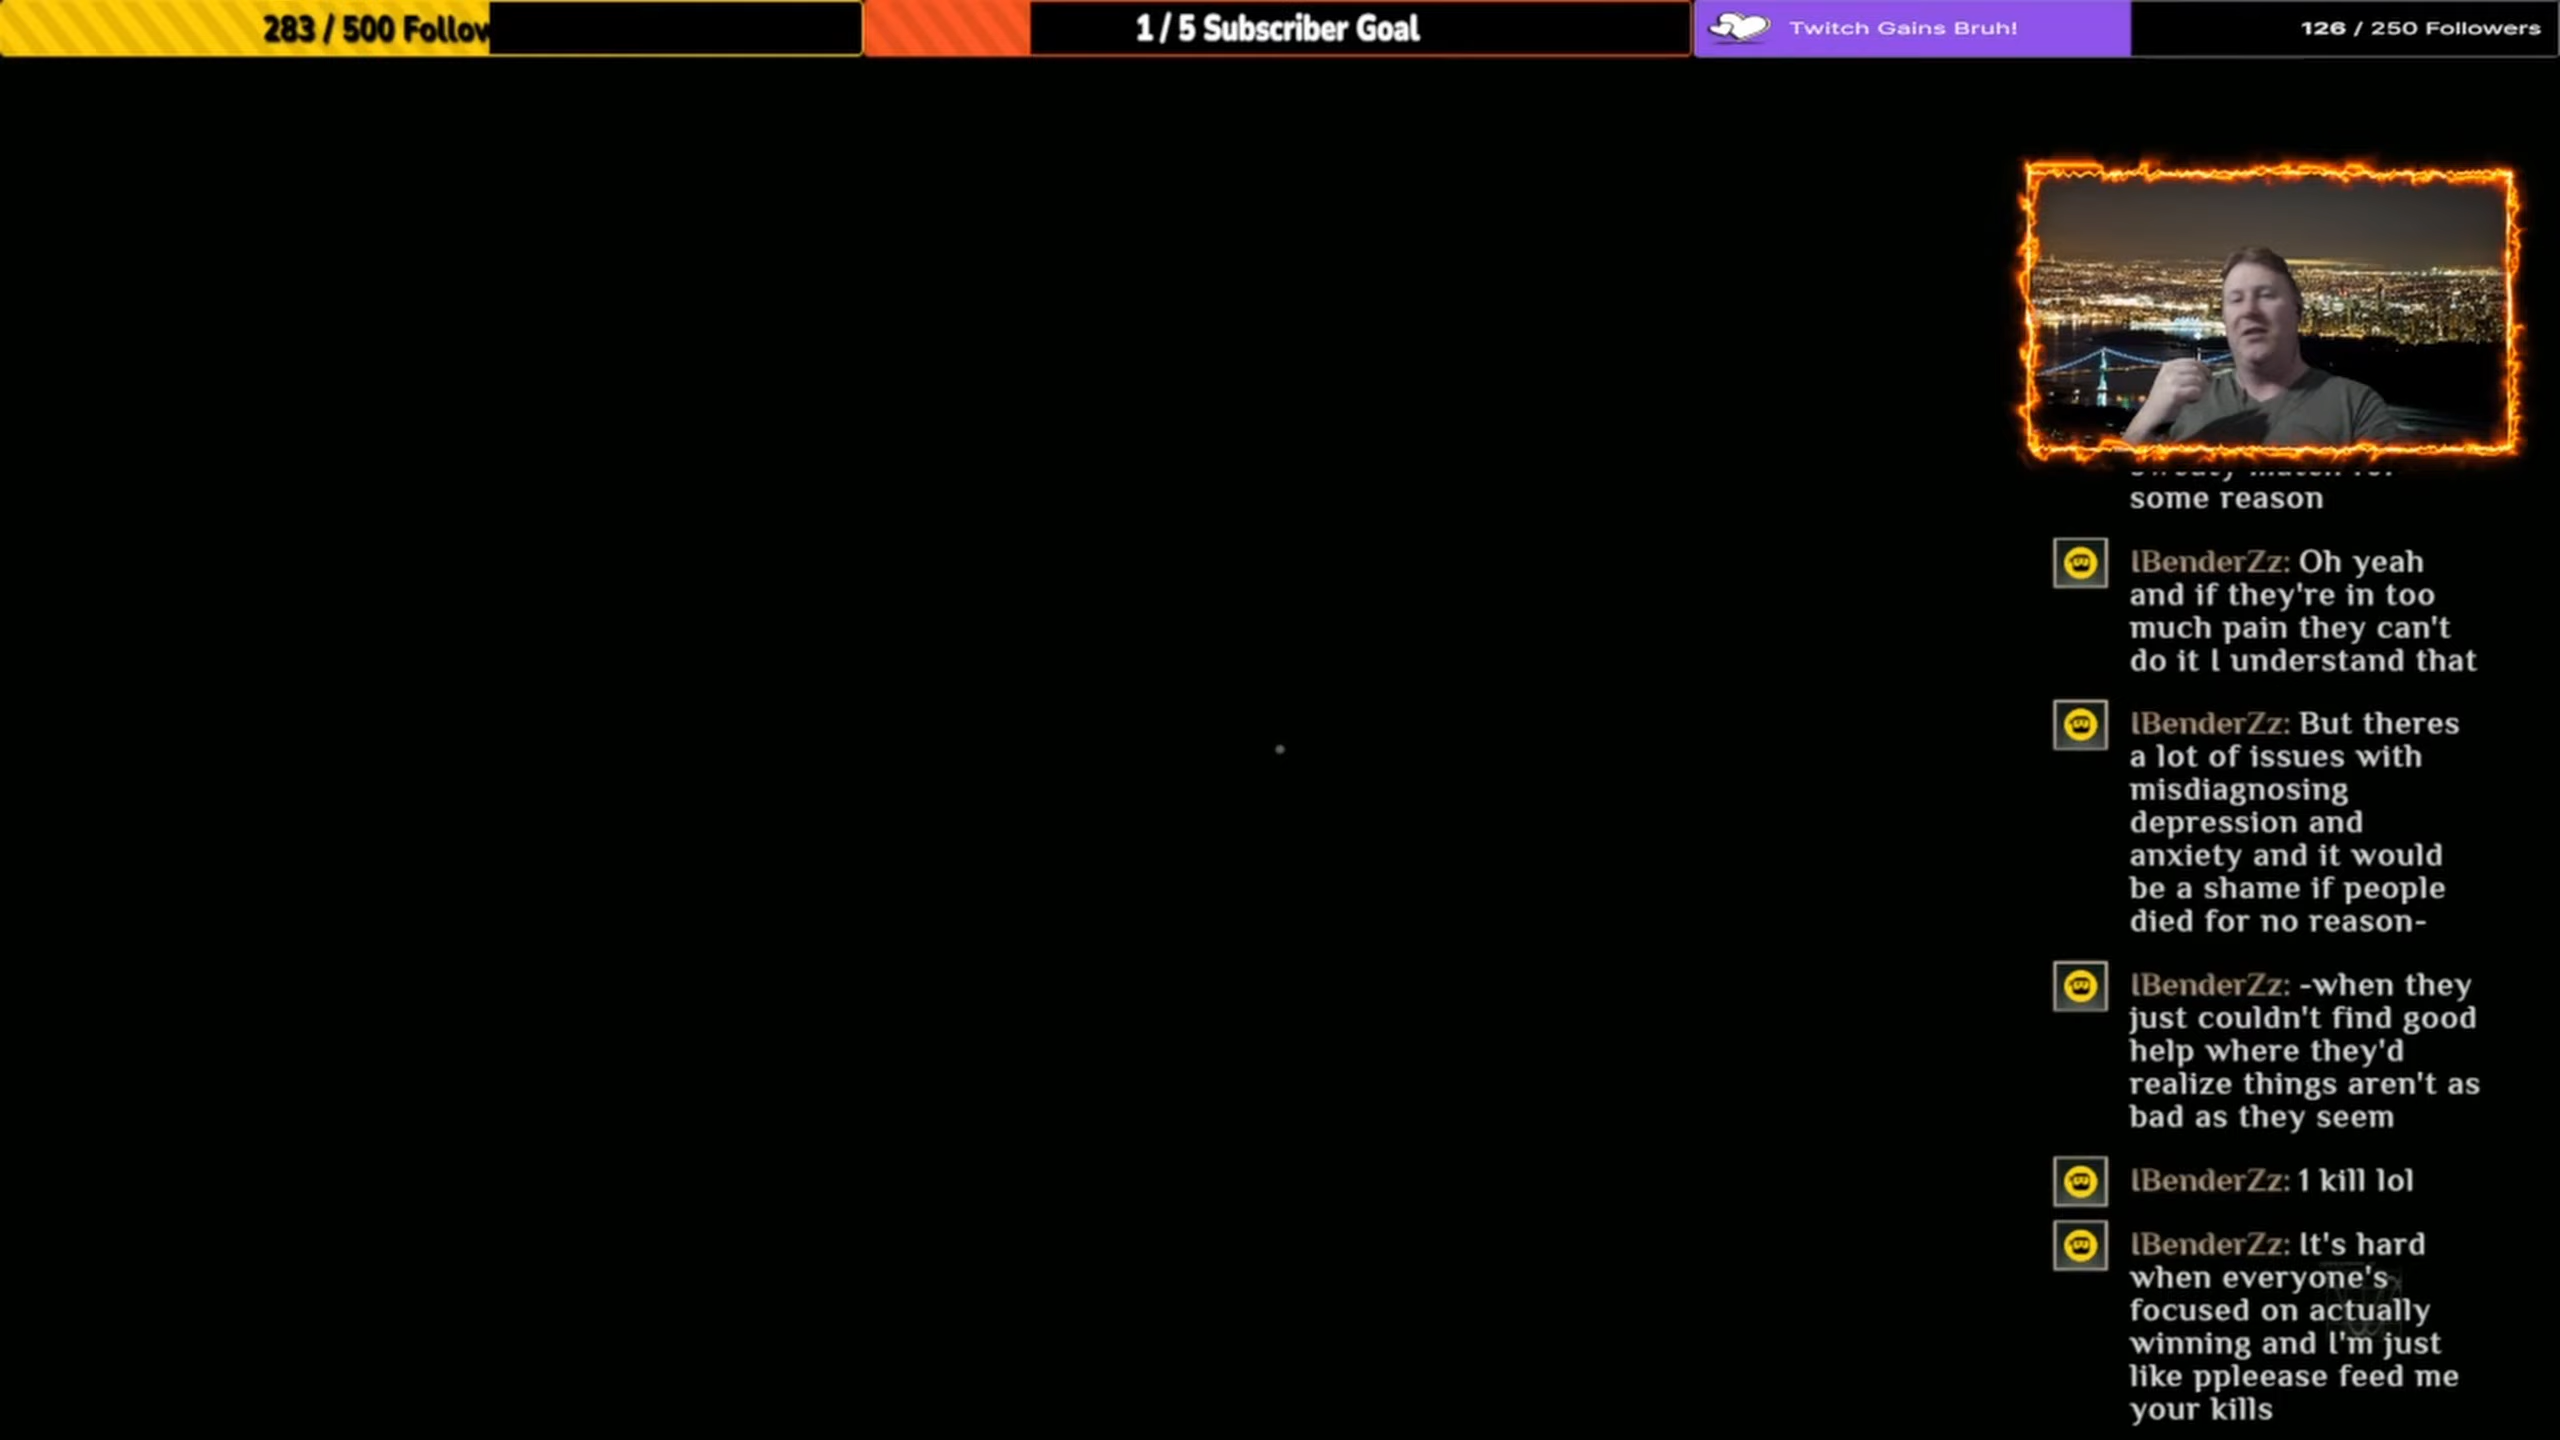 283 / 500 Follow
1 / 5 Subscriber Goal
Twitch Gains Bruh!
126 / 250 Followers
some reason
lBenderZz: Oh yeah
and if they're in too
much pain they can't
do it I understand that
lBenderZz: But theres
a lot of issues with
misdiagnosing
depression and
anxiety and it would
be a shame if people
died for no reason-
lBenderZz: -when they
just couldn't find good
help where they'd
realize things aren't as
bad as they seem
lBenderZz: 1 kill lol
lBenderZz: It's hard
when everyone's
focused on actually
winning and I'm just
like ppleease feed me
your kills